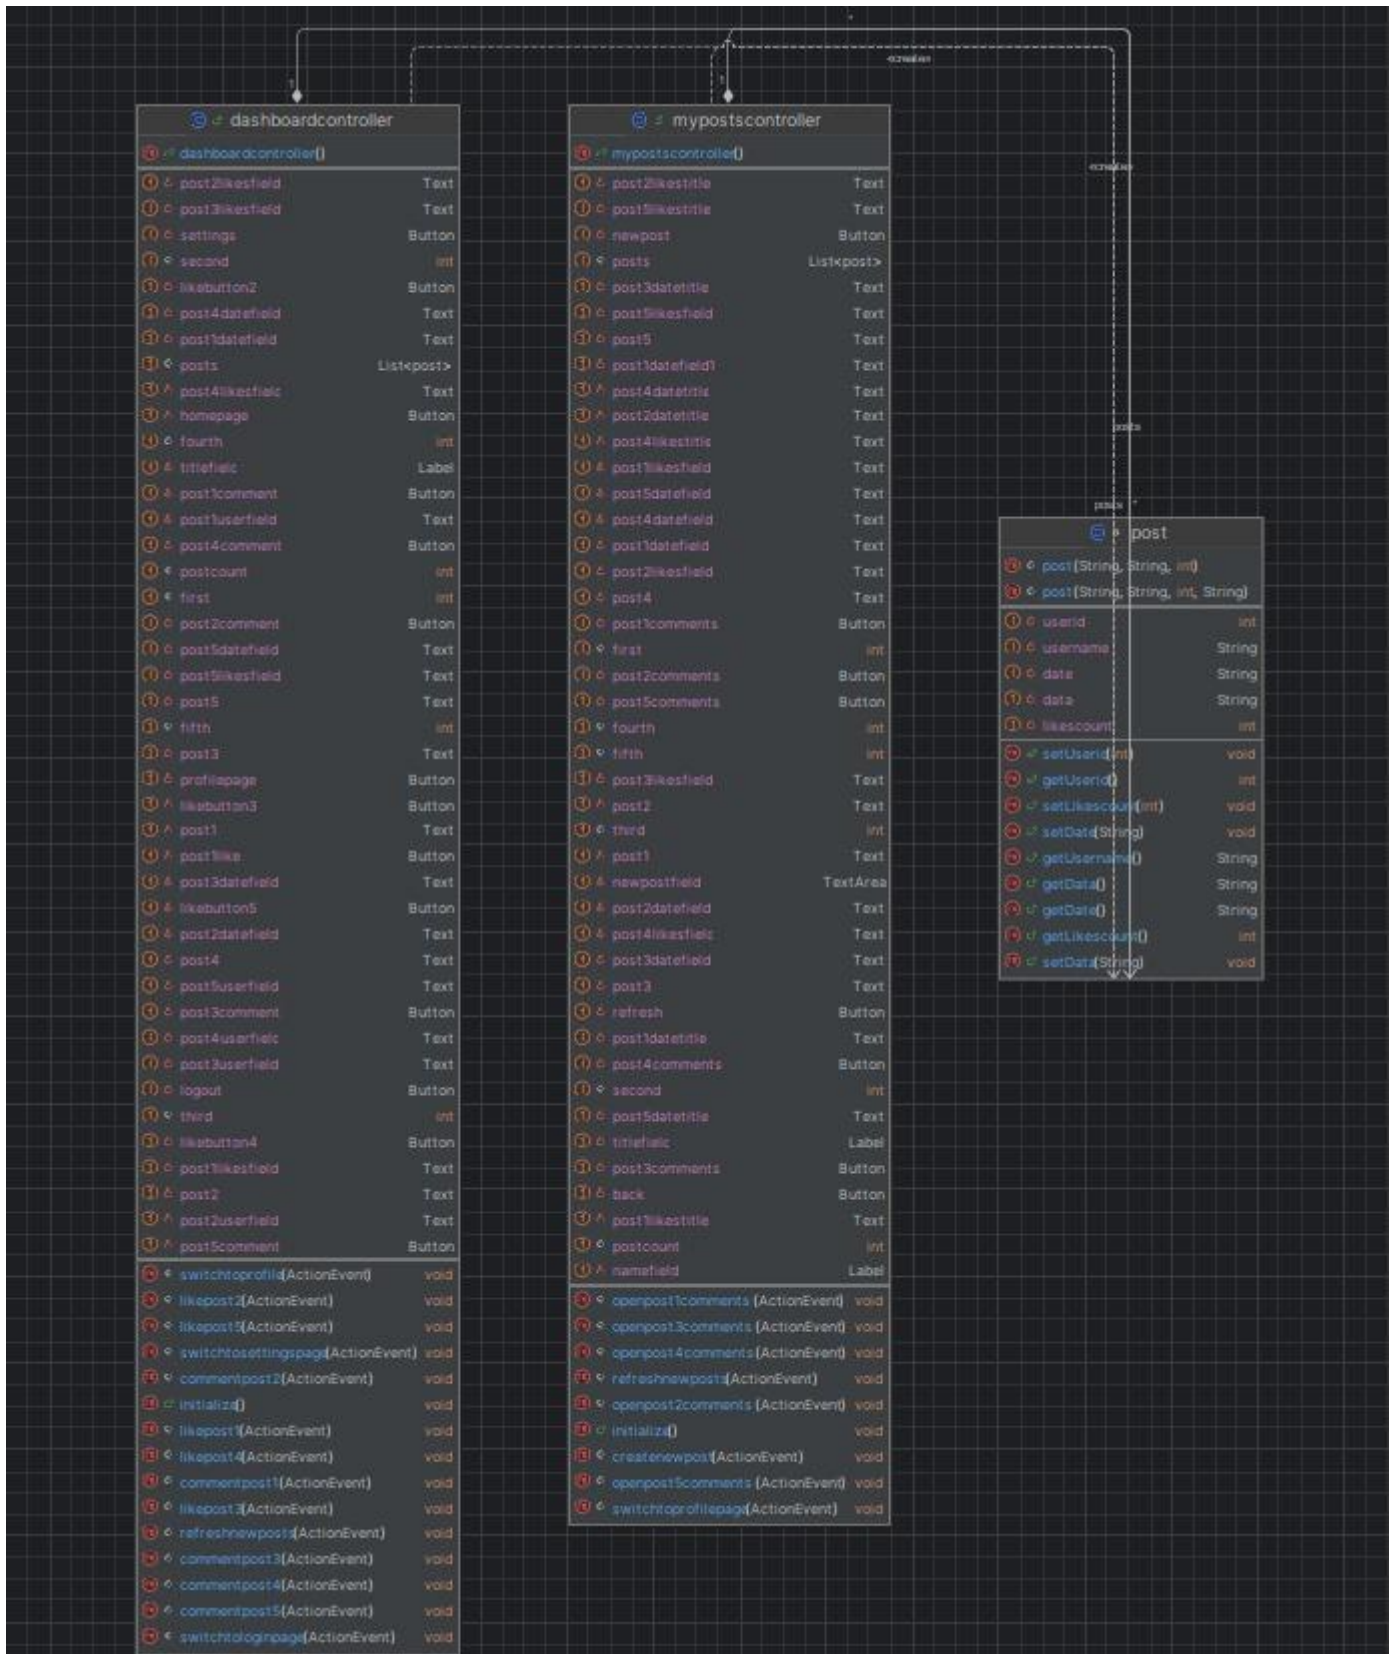 *
«create»
1
1
dashboardcontroller
dashboardcontroller()
post2likesfield Text
post3likesfield Text
settings Button
second int
likebutton2 Button
post4datefield Text
post1datefield Text
posts List<post>
post4likesfield Text
homepage Button
fourth int
titlefield Label
post1comment Button
post1userfield Text
post4comment Button
postcount int
first int
post2comment Button
post5datefield Text
post5likesfield Text
post5 Text
fifth int
post3 Text
profilepage Button
likebutton3 Button
post1 Text
post1like Button
post3datefield Text
likebutton5 Button
post2datefield Text
post4 Text
post5userfield Text
post3comment Button
post4userfield Text
post3userfield Text
logout Button
third int
likebutton4 Button
post1likesfield Text
post2 Text
post2userfield Text
post5comment Button
switchtoprofile(ActionEvent) void
likepost2(ActionEvent) void
likepost5(ActionEvent) void
switchtosettingspage(ActionEvent) void
commentpost2(ActionEvent) void
initialize() void
likepost1(ActionEvent) void
likepost4(ActionEvent) void
commentpost1(ActionEvent) void
likepost3(ActionEvent) void
refreshnewposts(ActionEvent) void
commentpost3(ActionEvent) void
commentpost4(ActionEvent) void
commentpost5(ActionEvent) void
switchtologinpage(ActionEvent) void
mypostscontroller
mypostscontroller()
post2likestitle Text
post5likestitle Text
newpost Button
posts List<post>
post3datetitle Text
post5likesfield Text
post5 Text
post1datefield1 Text
post4datetitle Text
post2datetitle Text
post4likestitle Text
post1likesfield Text
post5datefield Text
post4datefield Text
post1datefield Text
post2likesfield Text
post4 Text
post1comments Button
first int
post2comments Button
post5comments Button
fourth int
fifth int
post3likesfield Text
post2 Text
third int
post1 Text
newpostfield TextArea
post2datefield Text
post4likesfield Text
post3datefield Text
post3 Text
refresh Button
post1datetitle Text
post4comments Button
second int
post5datetitle Text
titlefield Label
post3comments Button
back Button
post1likestitle Text
postcount int
namefield Label
openpost1comments (ActionEvent) void
openpost3comments (ActionEvent) void
openpost4comments (ActionEvent) void
refreshnewposts(ActionEvent) void
openpost2comments (ActionEvent) void
initialize() void
createnewpost(ActionEvent) void
openpost5comments (ActionEvent) void
switchtoprofilepage(ActionEvent) void
«create»
posts
posts *
post
post(String, String, int)
post(String, String, int, String)
userid int
username String
date String
data String
likescount int
setUserid(int) void
getUserid() int
setLikescount(int) void
setDate(String) void
getUsername() String
getData() String
getDate() String
getLikescount() int
setData(String) void